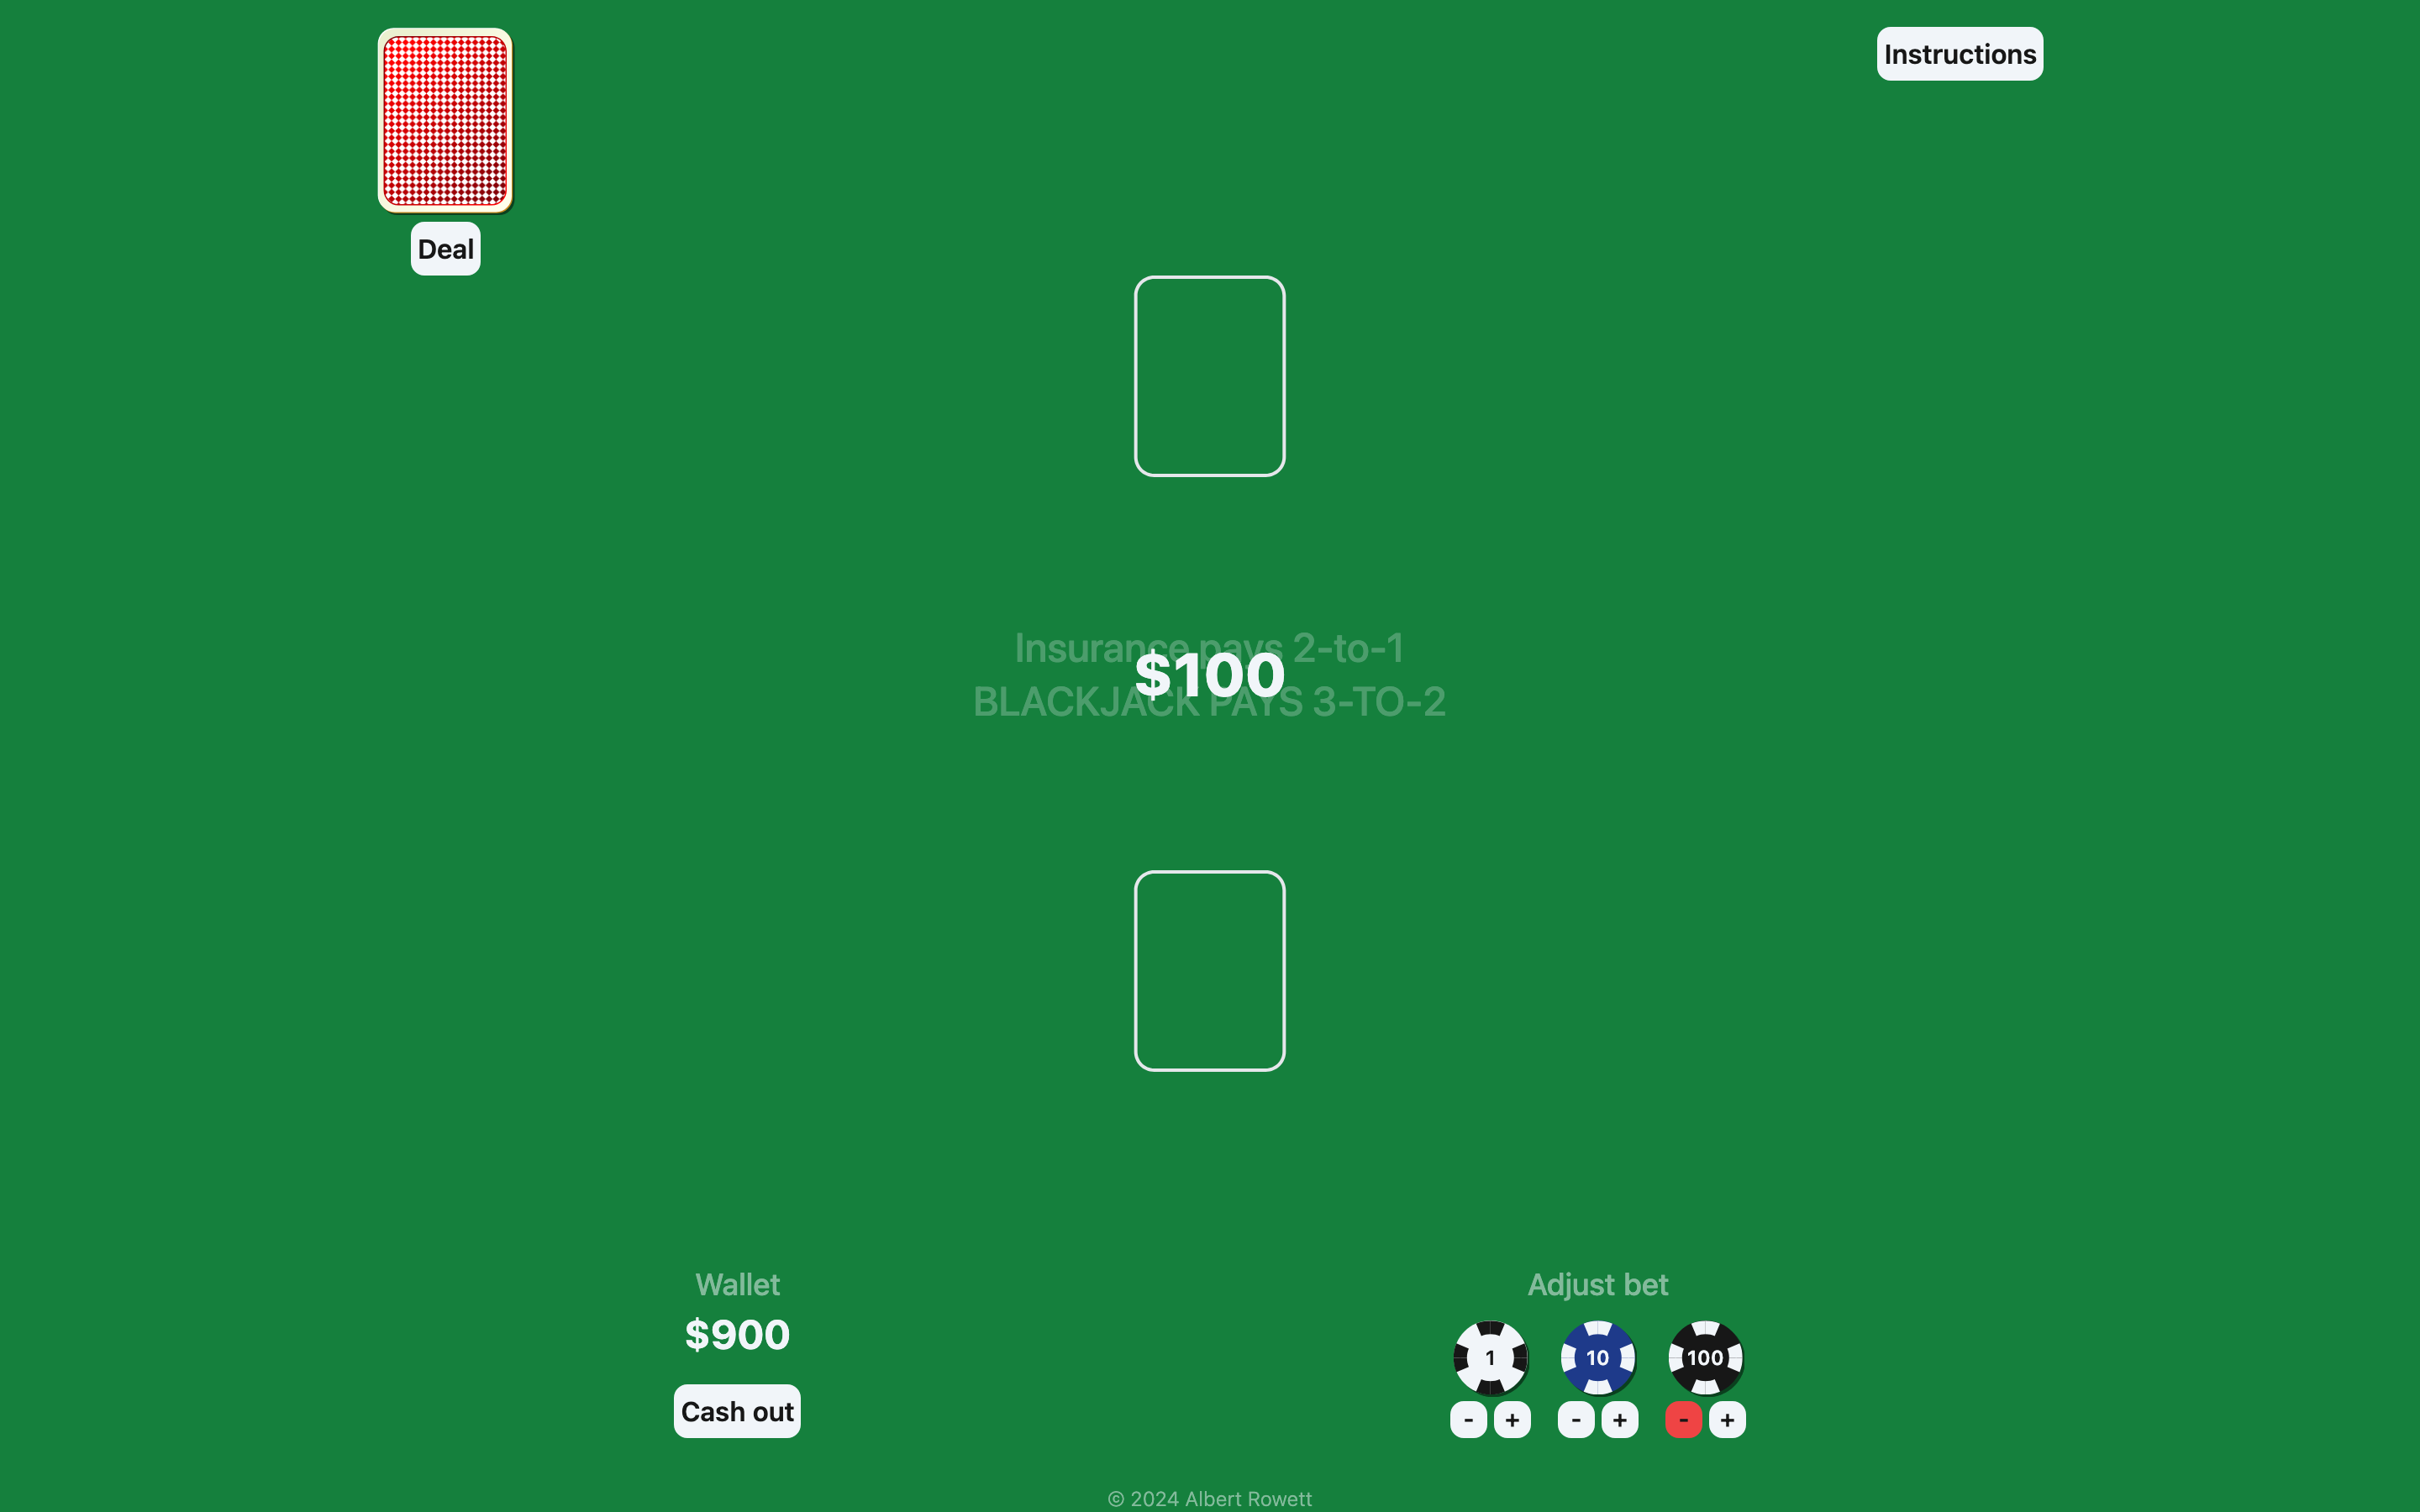 Instructions
Deal
Insurance pays 2-to-1
$100
BLACKJACK PAYS 3-TO-2
Wallet
$900
Cash out
Adjust bet
1 10 100
- + - + - +
© 2024 Albert Rowett